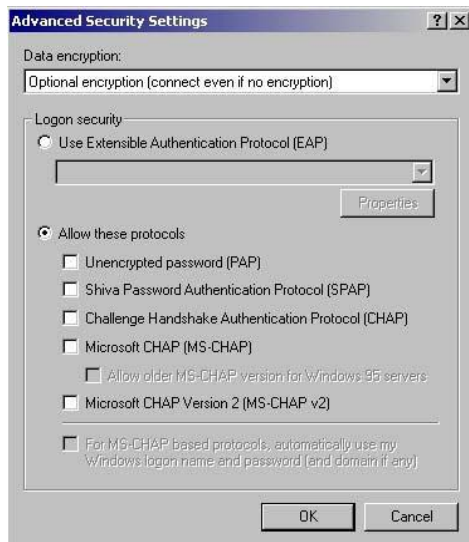 Advanced Security Settings
Data encryption:
Optional encryption (connect even if no encryption)
Logon security
Use Extensible Authentication Protocol (EAP)
Properties
Allow these protocols
Unencrypted password (PAP)
Shiva Password Authentication Protocol (SPAP)
Challenge Handshake Authentication Protocol (CHAP)
Microsoft CHAP (MS-CHAP)
Allow older MS-CHAP version for Windows 95 servers
Microsoft CHAP Version 2 (MS-CHAP v2)
For MS-CHAP based protocols, automatically use my
Windows logon name and password (and domain if any)
OK Cancel